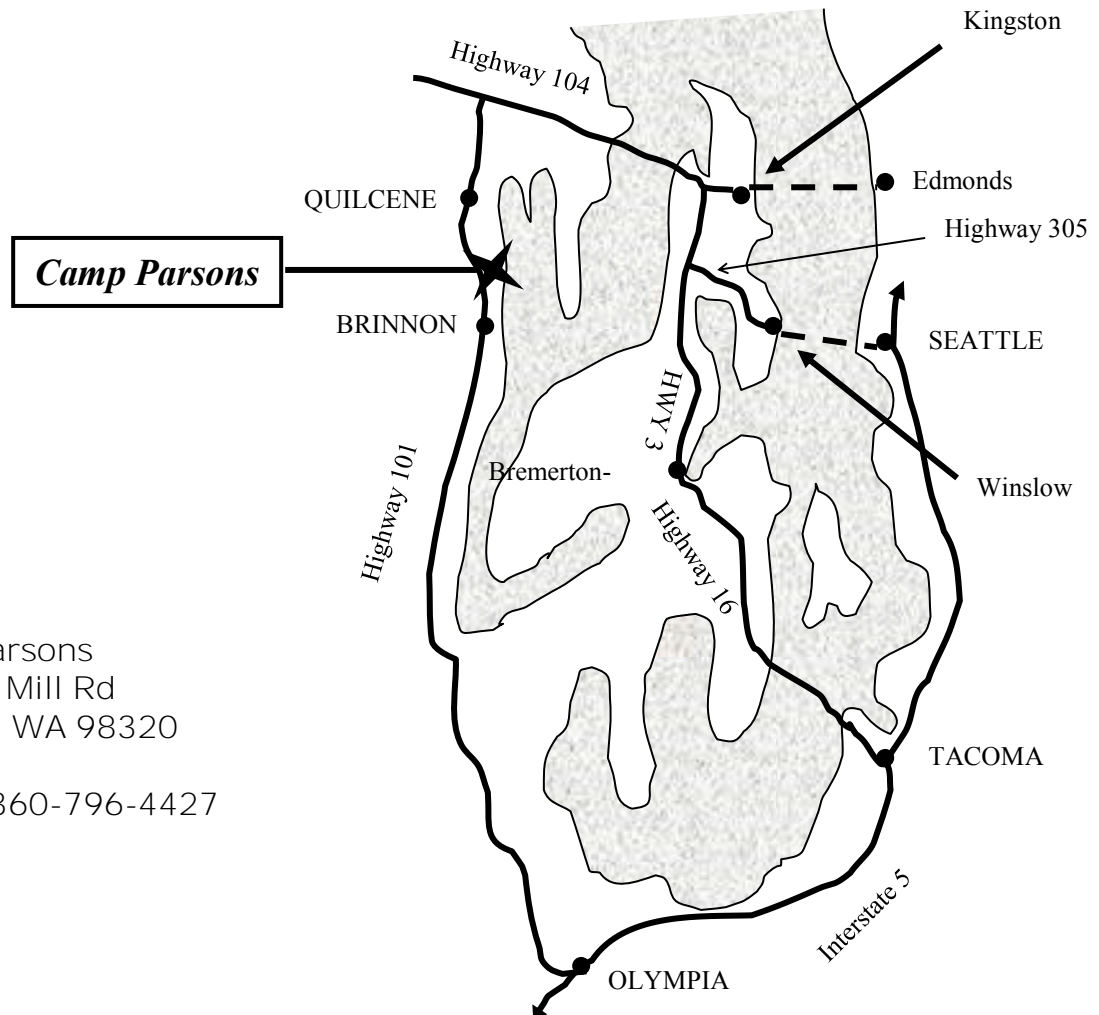 Kingston
Highway 104
Edmonds
QUILCENE
Highway 305
Camp Parsons
BRINNON
SEATTLE
HWY 3
Highway 101
Bremerton-
Winslow
Highway 16
arsons
Mill Rd
WA 98320
TACOMA
360-796-4427
Interstate 5
OLYMPIA